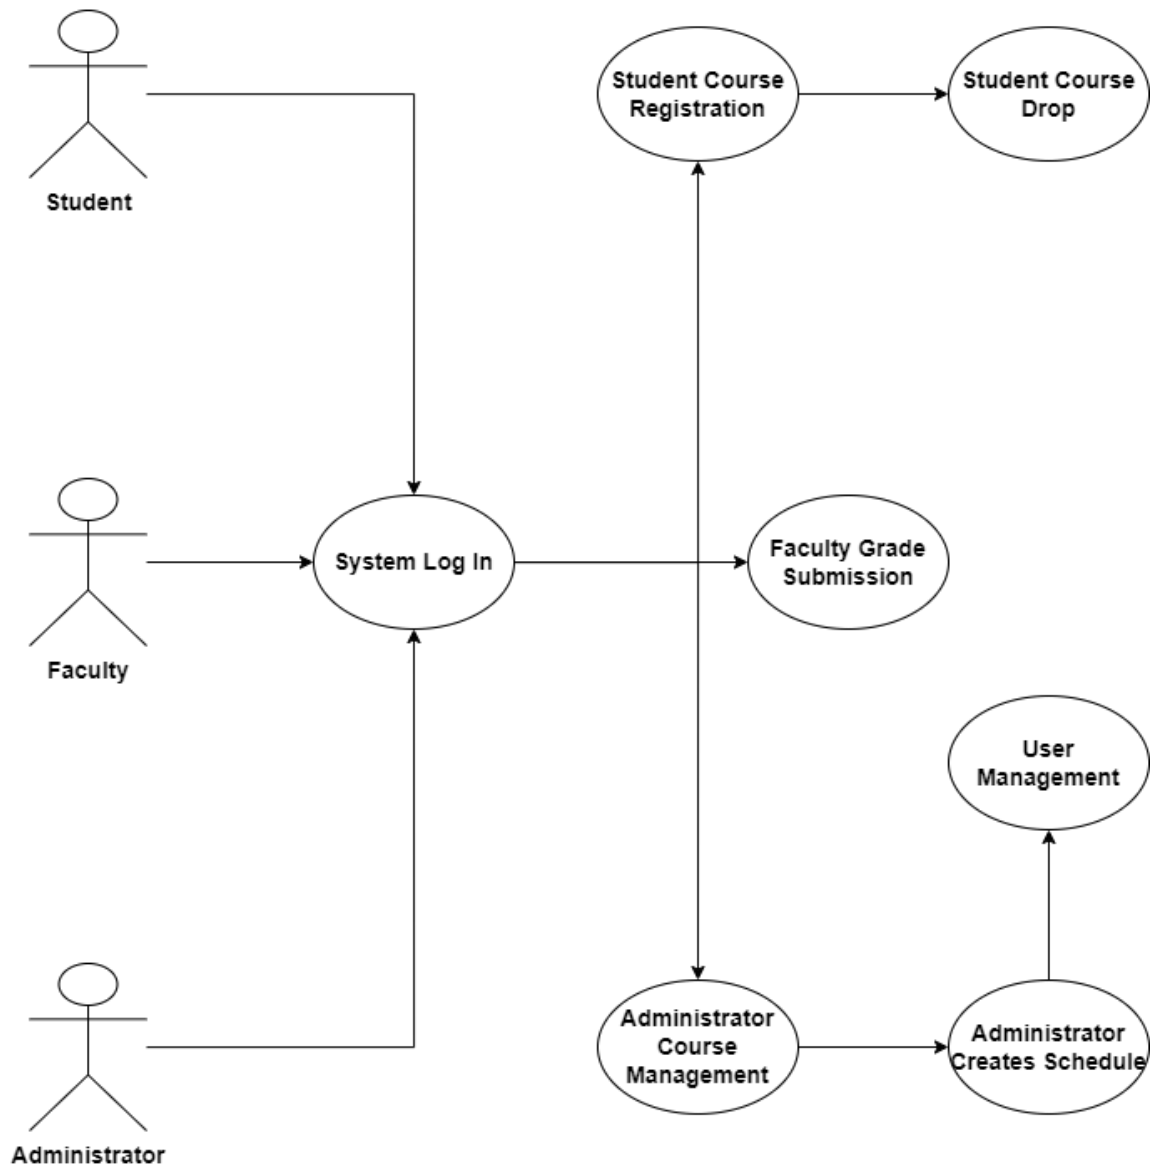 Student Course
Registration
Student Course
Drop
Student
System Log In
Faculty Grade
Submission
Faculty
User
Management
Administrator
Course
Management
Administrator
Creates Schedule
Administrator